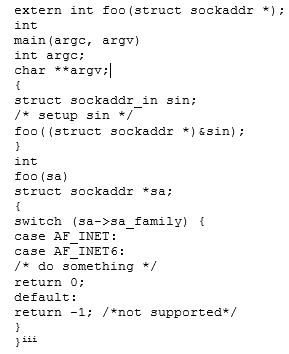 extern int foo(struct sockaddr *);
int
main(argc, argv)
int argc;
char **argv;
{
struct sockaddr_in sin;
/* setup sin */
foo((struct sockaddr *)&sin);
}
int
foo(sa)
struct sockaddr *sa;
{
switch (sa->sa_family) {
case AF_INET:
case AF_INET6:
/* do something */
return 0;
default:
return -1; /*not supported*/
}
}iii